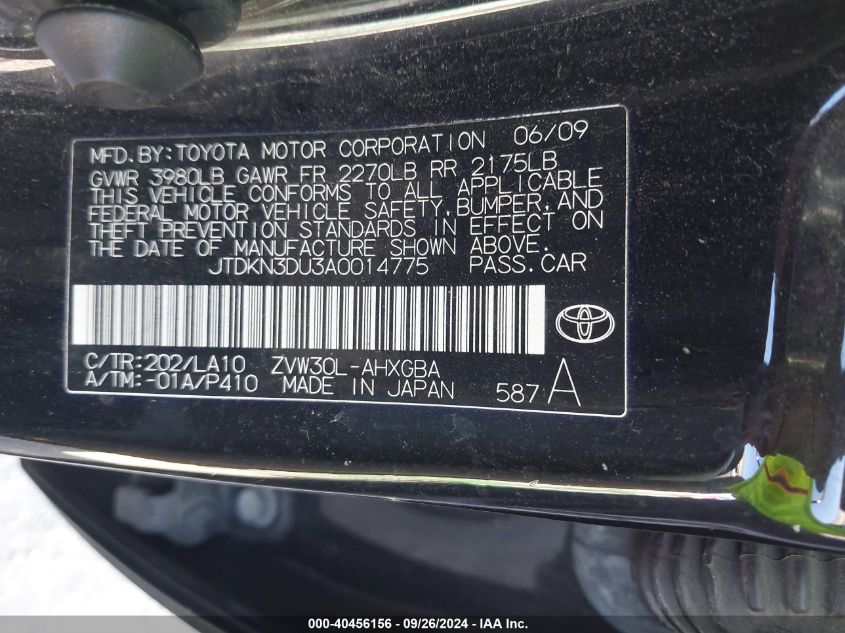 MFD.BY:TOYOTA MOTOR CORPORATION 06/09
GVWR 3980LB GAWR FR 2270LB RR 2175LB
THIS VEHICLE CONFORMS TO ALL APPLICABLE
FEDERAL MOTOR VEHICLE SAFETY,BUMPER,AND
THEFT PREVENTION STANDARDS IN EFFECT ON
THE DATE OF MANUFACTURE SHOWN ABOVE.
JTDKN3DU3A0014775 PASS.CAR
C/TR:202/LA10 ZVW30L-AHXGBA
A/TM:-01A/P410 MADE IN JAPAN 587 A
000-40456156 - 09/26/2024 - IAA Inc.